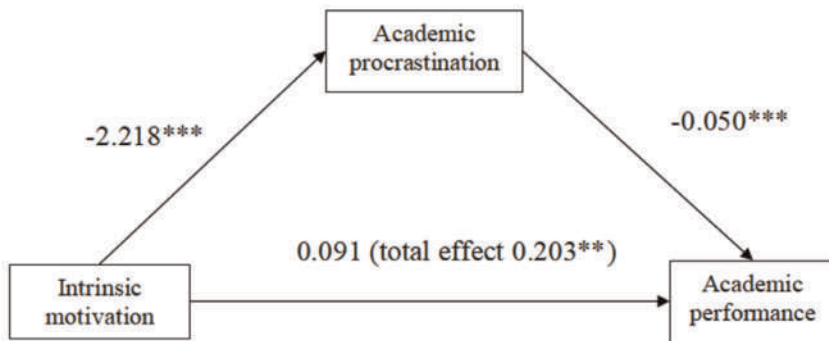 Academic
procrastination
-2.218***
-0.050***
0.091 (total effect 0.203**)
Intrinsic
motivation
Academic
performance